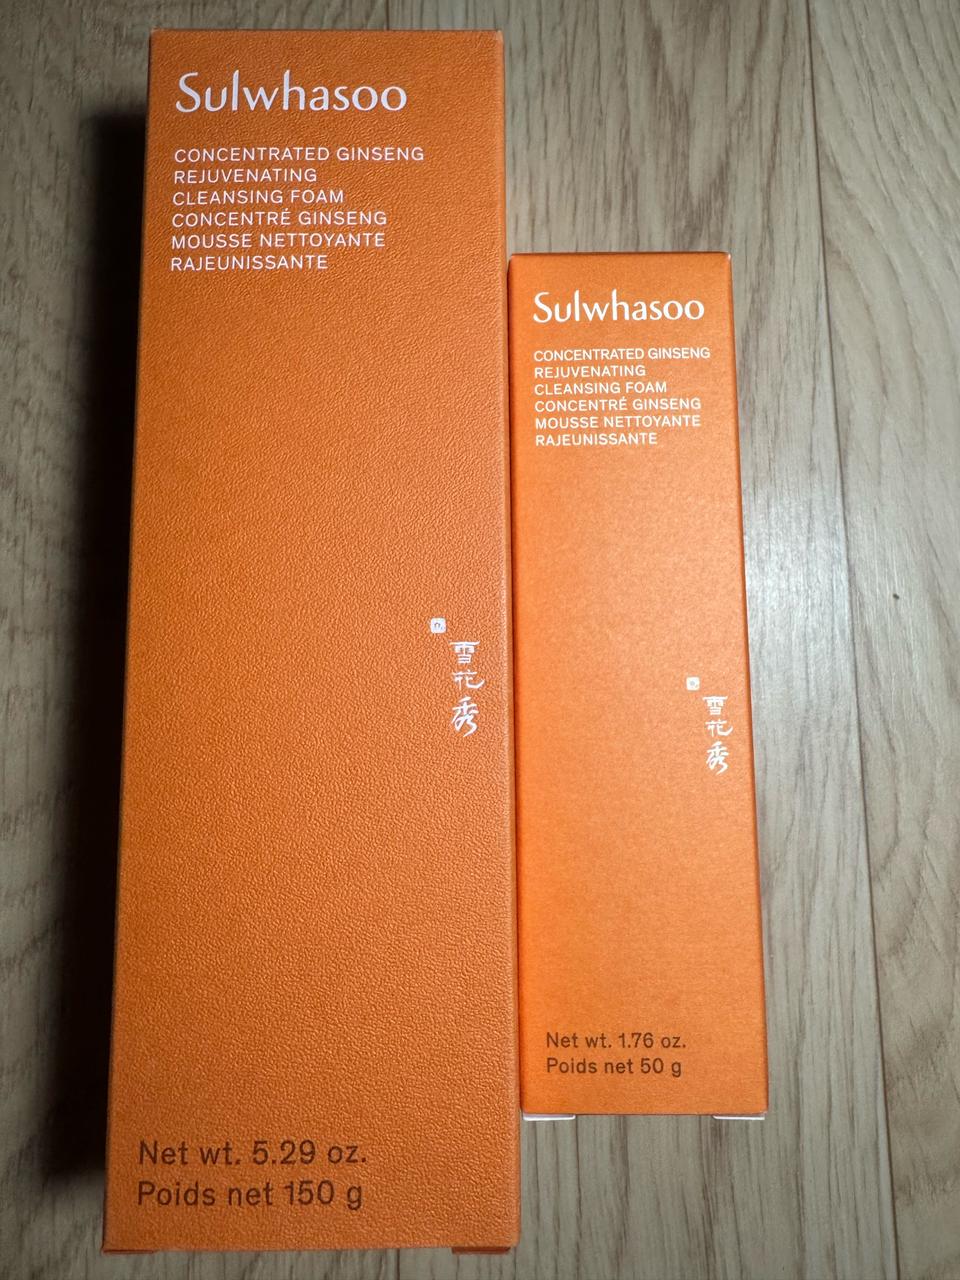 Sulwhasoo
CONCENTRATED GINSENG
REJUVENATING
CLEANSING FOAM
CONCENTRÉ GINSENG
MOUSSE NETTOYANTE
RAJEUNISSANTE
雪
花
秀
Net wt. 5.29 oz.
Poids net 150 g
Sulwhasoo
CONCENTRATED GINSENG
REJUVENATING
CLEANSING FOAM
CONCENTRÉ GINSENG
MOUSSE NETTOYANTE
RAJEUNISSANTE
雪
花
秀
Net wt. 1.76 oz.
Poids net 50 g